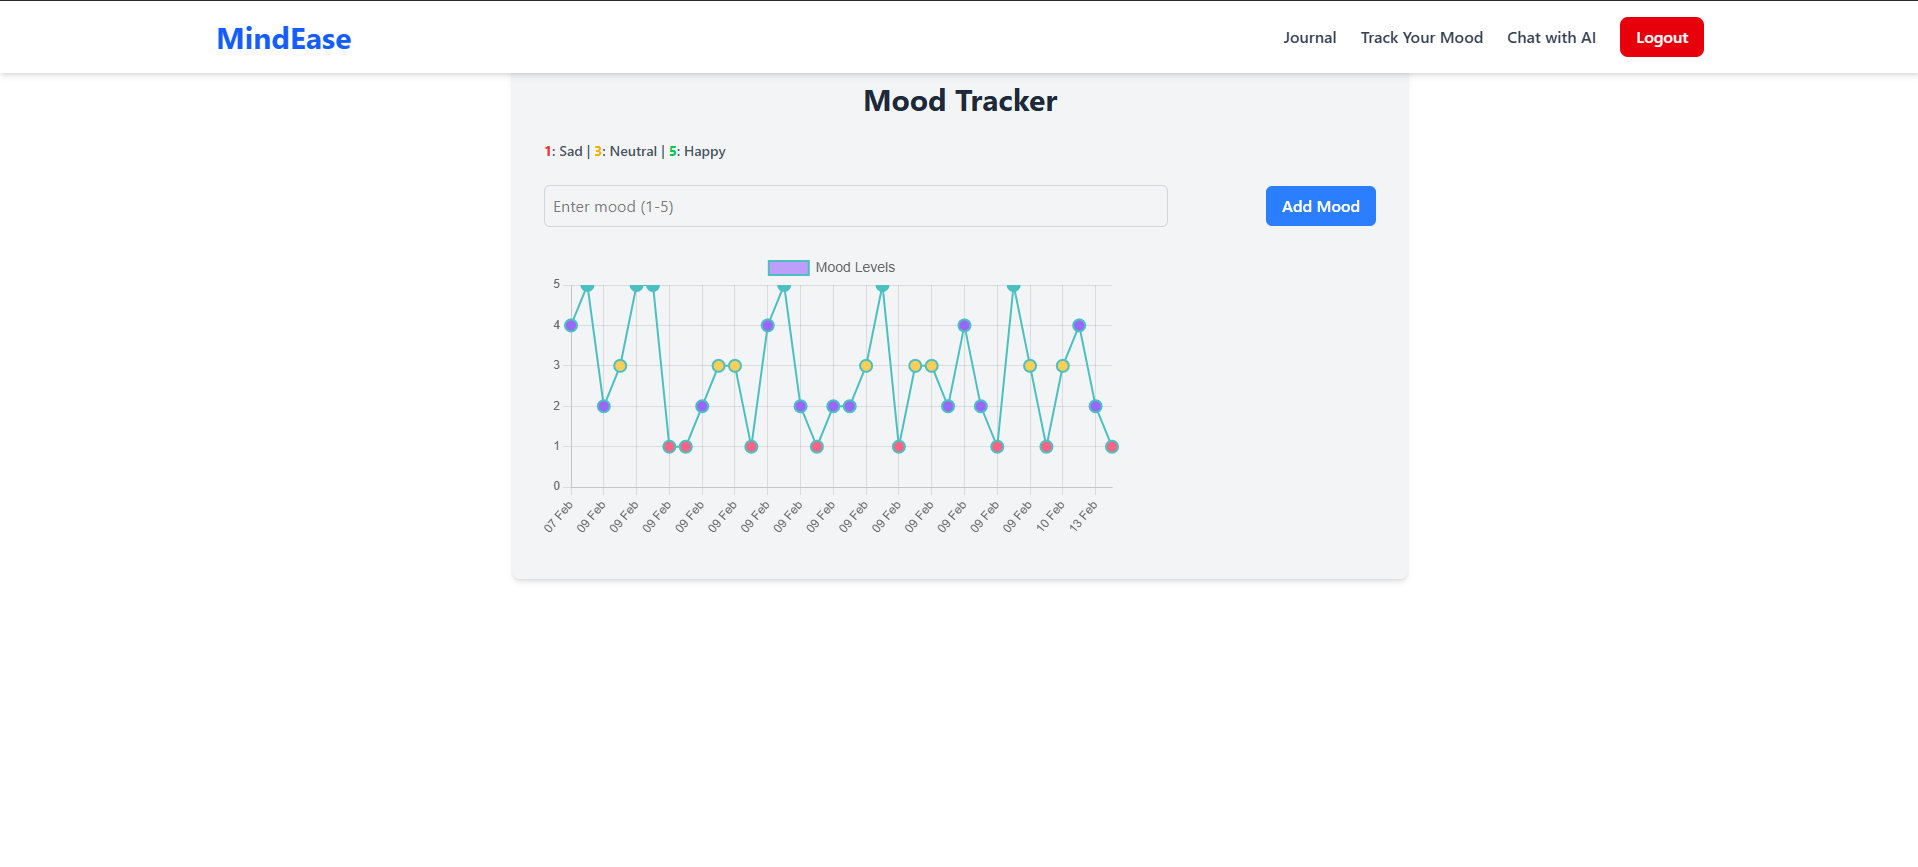 MindEase
Journal Track Your Mood Chat with AI Logout
Mood Tracker
1: Sad | 3: Neutral | 5: Happy
Enter mood (1-5)
Add Mood
Mood Levels
5
4
3
2
1
0
07 Feb 09 Feb 09 Feb 09 Feb 09 Feb 09 Feb 09 Feb 09 Feb 09 Feb 09 Feb 09 Feb 09 Feb 09 Feb 09 Feb 09 Feb 10 Feb 13 Feb